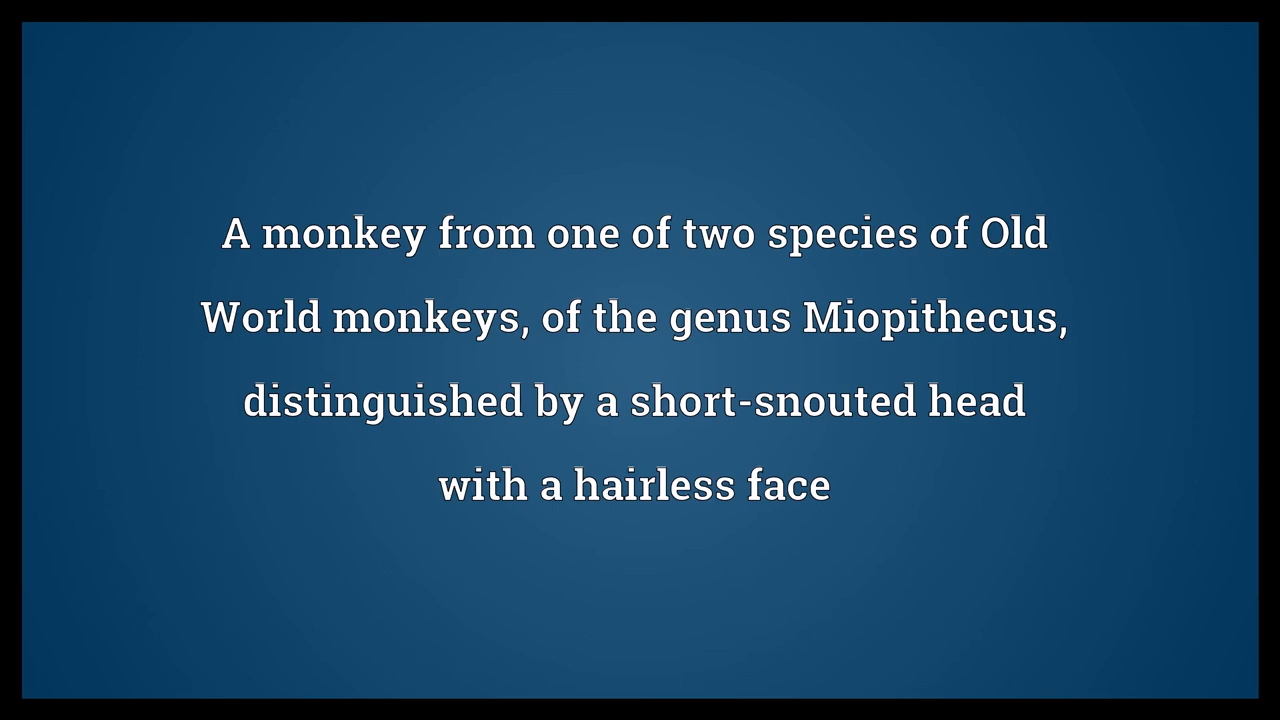 A monkey from one of two species of Old
World monkeys, of the genus Miopithecus,
distinguished by a short-snouted head
with a hairless face